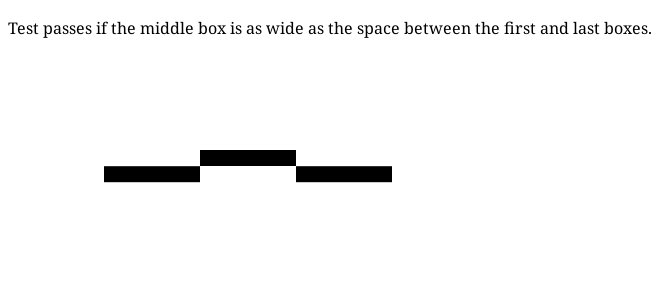 Test passes if the middle box is as wide as the space between the first and last boxes.